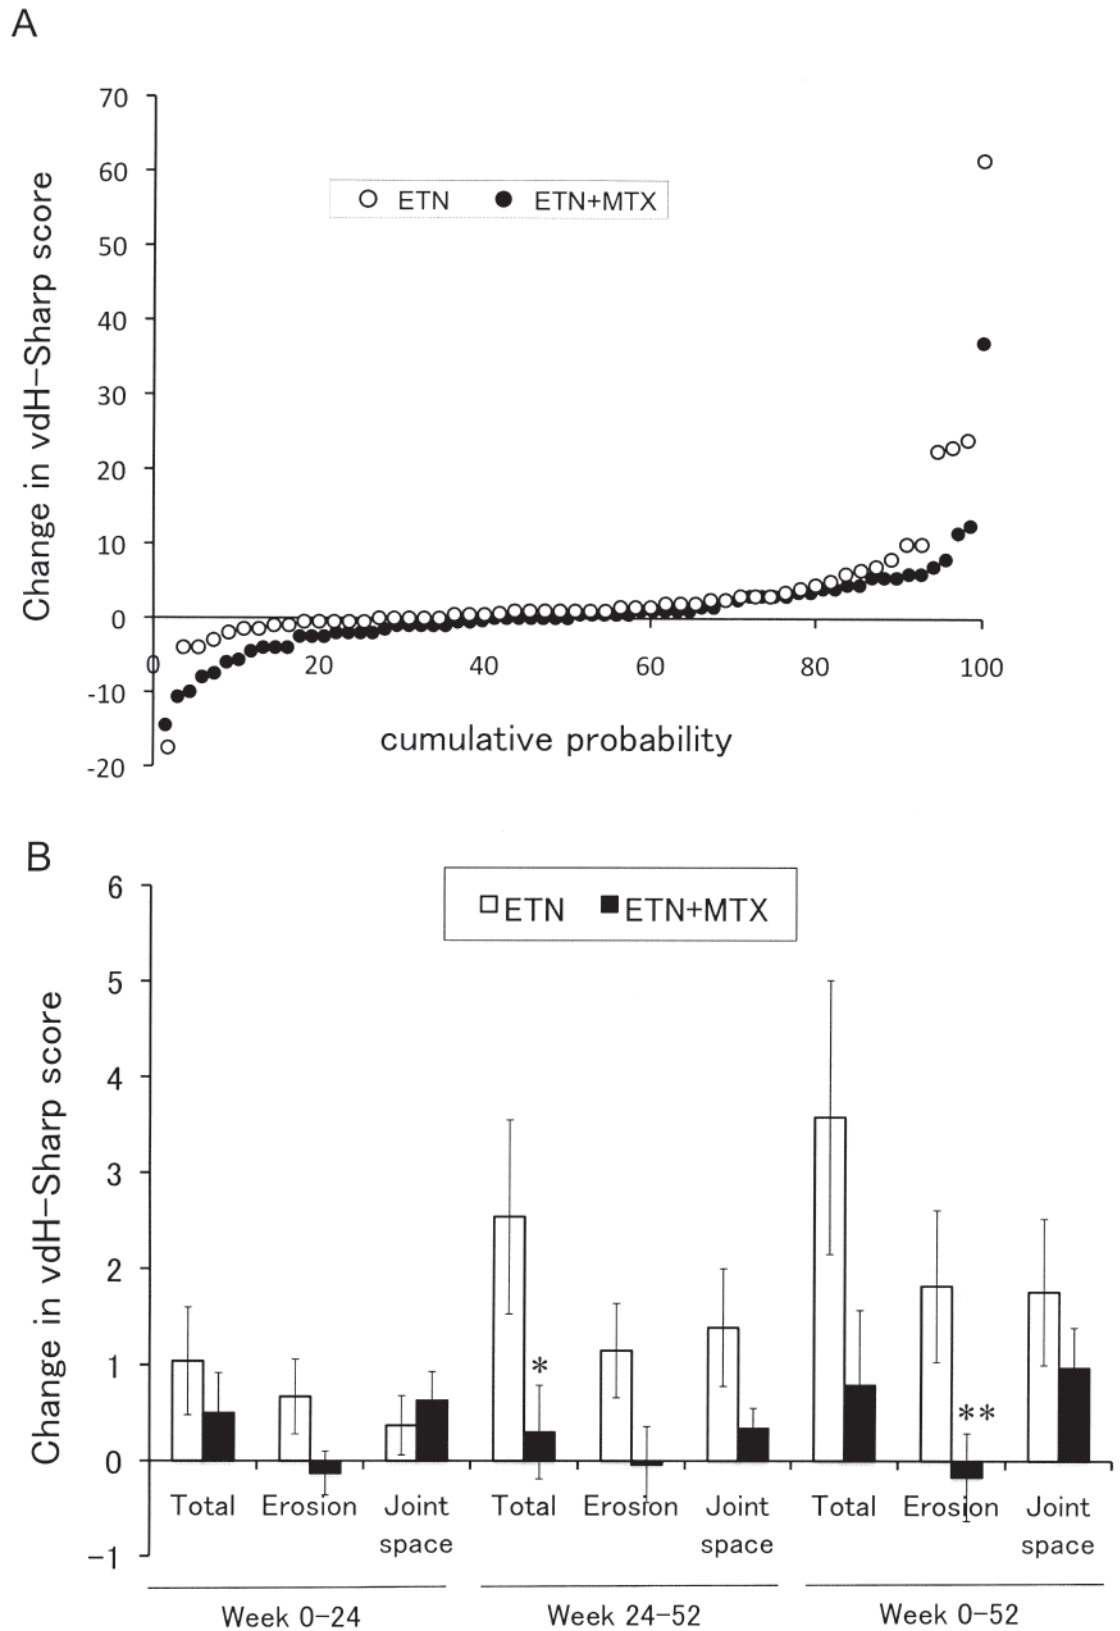 A
70
60
50
40
30
20
10
0
-10
-20
Change in vdH-Sharp score
ETN ETN+MTX
0 20 40 60 80 100
cumulative probability
B
6
5
4
3
2
1
0
-1
Change in vdH-Sharp score
ETN ETN+MTX
*
**
Total Erosion Joint space Total Erosion Joint space Total Erosion Joint space
Week 0-24 Week 24-52 Week 0-52